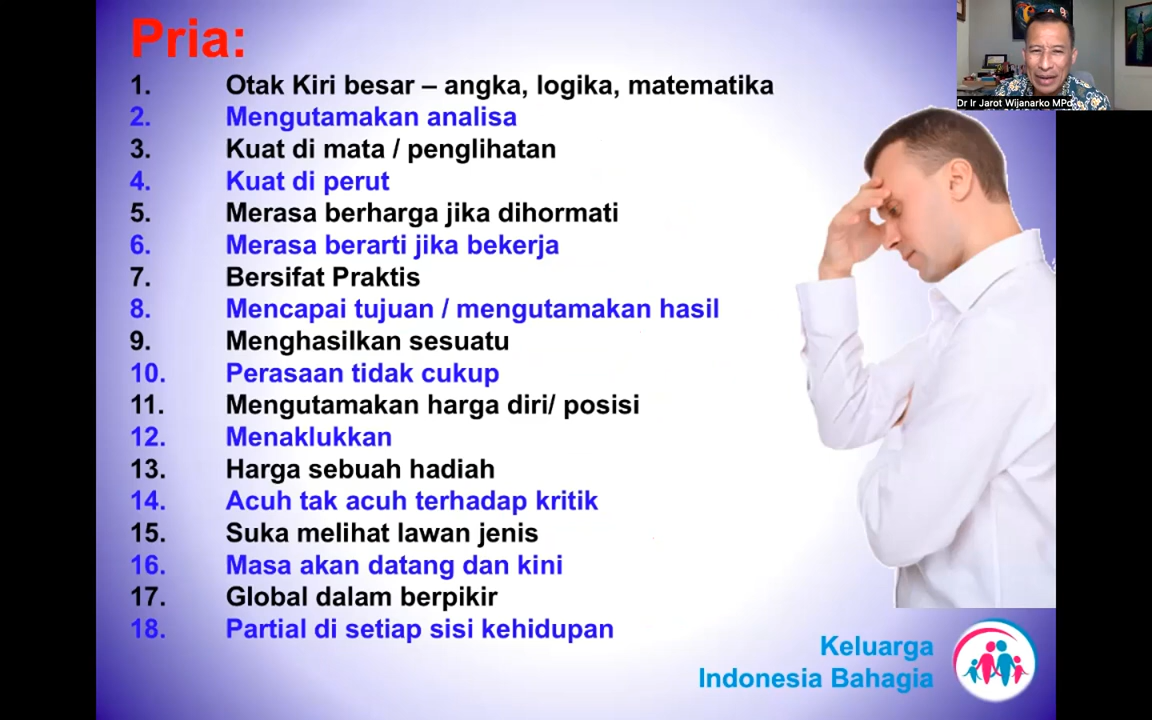 Pria:
1. Otak Kiri besar – angka, logika, matematika
2. Mengutamakan analisa
3. Kuat di mata / penglihatan
4. Kuat di perut
5. Merasa berharga jika dihormati
6. Merasa berarti jika bekerja
7. Bersifat Praktis
8. Mencapai tujuan / mengutamakan hasil
9. Menghasilkan sesuatu
10. Perasaan tidak cukup
11. Mengutamakan harga diri/ posisi
12. Menaklukkan
13. Harga sebuah hadiah
14. Acuh tak acuh terhadap kritik
15. Suka melihat lawan jenis
16. Masa akan datang dan kini
17. Global dalam berpikir
18. Partial di setiap sisi kehidupan
Dr Ir Jarot Wijanarko MPd
Keluarga
Indonesia Bahagia